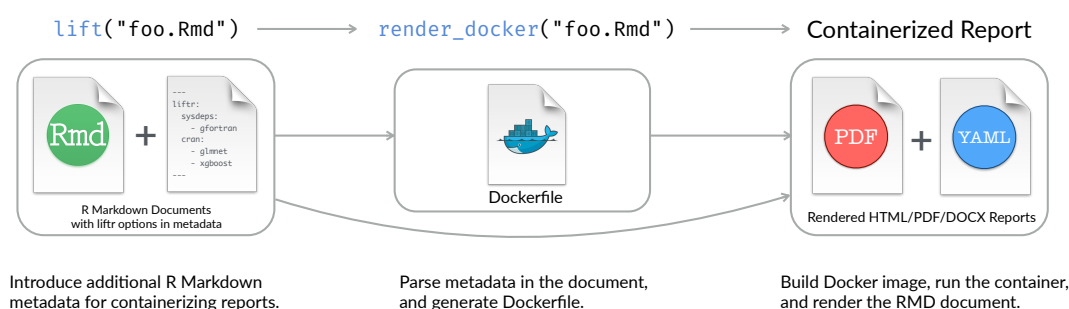 lift("foo.Rmd")
render_docker("foo.Rmd")
Containerized Report
Rmd
+
---
liftr:
  sysdeps:
    - gfortran
  cran:
    - glmnet
    - xgboost
---
R Markdown Documents
with liftr options in metadata
Dockerfile
PDF
+
YAML
Rendered HTML/PDF/DOCX Reports
Introduce additional R Markdown
metadata for containerizing reports.
Parse metadata in the document,
and generate Dockerfile.
Build Docker image, run the container,
and render the RMD document.